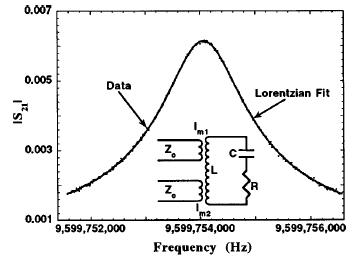 0.007
0.005
0.003
0.001
|S21|
Data
Lorentzian Fit
Im1
Zo
L
C
R
Zo
Im2
9,599,752,000
9,599,754,000
9,599,756,000
Frequency (Hz)